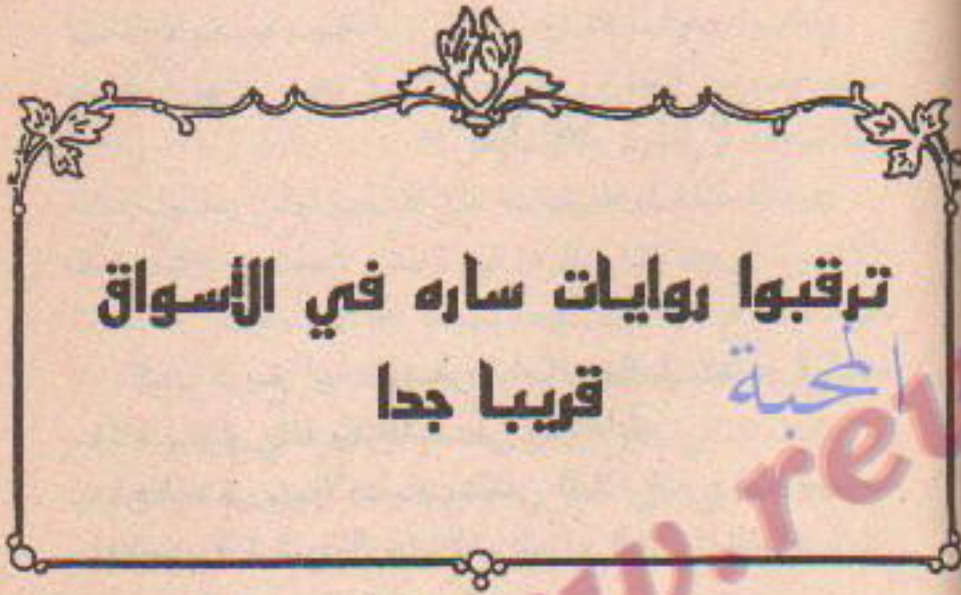 ترقبوا روايات ساره في الأسواق
قريبا جدا
المحبة